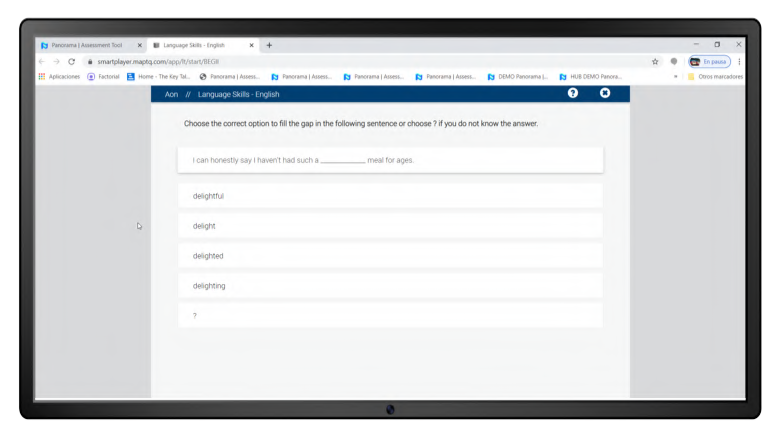 Panorama | Assessment Tool
Language Skills - English
smartplayer.maptq.com/app/lt/start/BEGII
En pausa
Aplicaciones
Factorial
Home - The Key Tal...
Panorama | Assess...
Panorama | Assess...
Panorama | Assess...
Panorama | Assess...
DEMO Panorama |...
HUB DEMO Panora...
Otros marcadores
Aon // Language Skills - English
Choose the correct option to fill the gap in the following sentence or choose ? if you do not know the answer.
I can honestly say I haven't had such a ____________ meal for ages.
delightful
delight
delighted
delighting
?